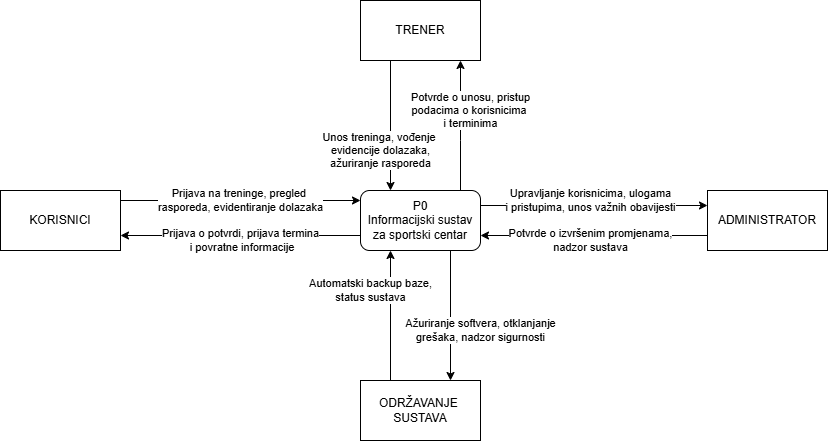 TRENER
Potvrde o unosu, pristup
podacima o korisnicima
i terminima
Unos treninga, vođenje
evidencije dolazaka,
ažuriranje rasporeda
KORISNICI
Prijava na treninge, pregled
rasporeda, evidentiranje dolazaka
Prijava o potvrdi, prijava termina
i povratne informacije
P0
Informacijski sustav
za sportski centar
Upravljanje korisnicima, ulogama
i pristupima, unos važnih obavijesti
Potvrde o izvršenim promjenama,
nadzor sustava
ADMINISTRATOR
Automatski backup baze,
status sustava
Ažuriranje softvera, otklanjanje
grešaka, nadzor sigurnosti
ODRŽAVANJE
SUSTAVA